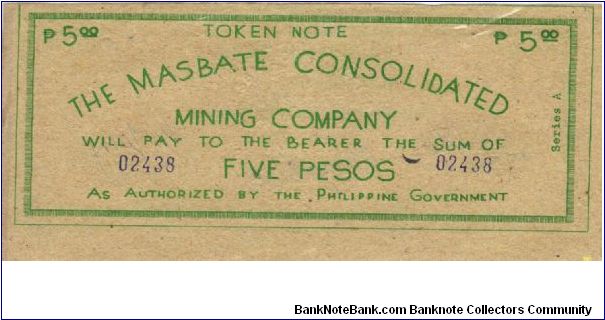 ₱ 5.00 TOKEN NOTE ₱ 5.00
THE MASBATE CONSOLIDATED
MINING COMPANY
WILL PAY TO THE BEARER THE SUM OF
02438 FIVE PESOS 02438
AS AUTHORIZED BY THE PHILIPPINE GOVERNMENT
Series A
BankNoteBank.com Banknote Collectors Community